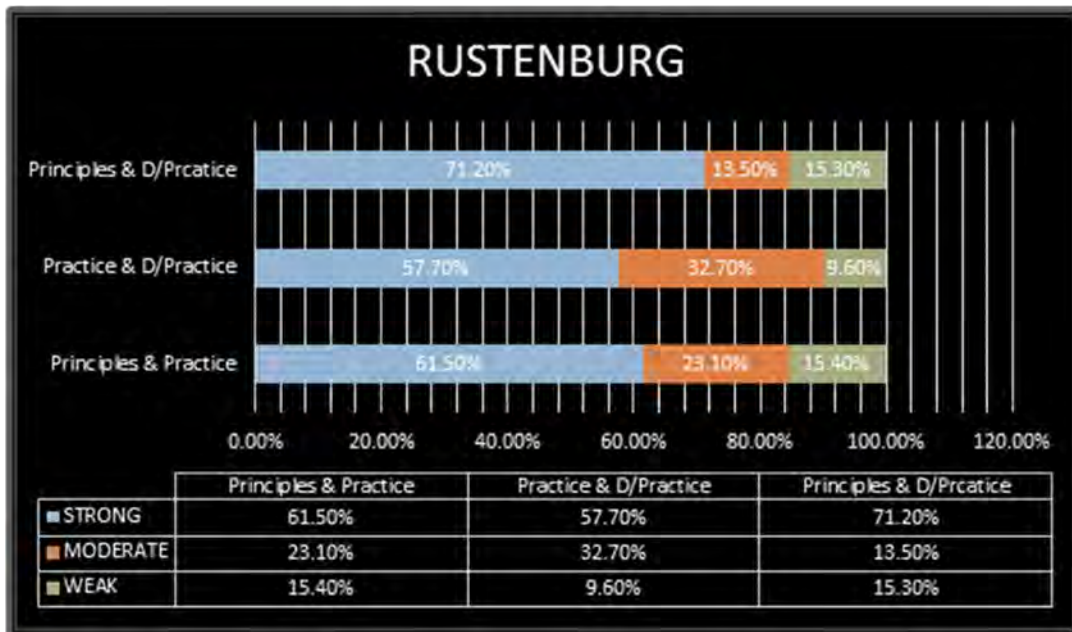 RUSTENBURG
Principles & D/Prcatice
71.20% 13.50% 15.30%
Practice & D/Practice
57.70% 32.70% 9.60%
Principles & Practice
61.50% 23.10% 15.40%
0.00% 20.00% 40.00% 60.00% 80.00% 100.00% 120.00%
Principles & Practice Practice & D/Practice Principles & D/Prcatice
STRONG 61.50% 57.70% 71.20%
MODERATE 23.10% 32.70% 13.50%
WEAK 15.40% 9.60% 15.30%